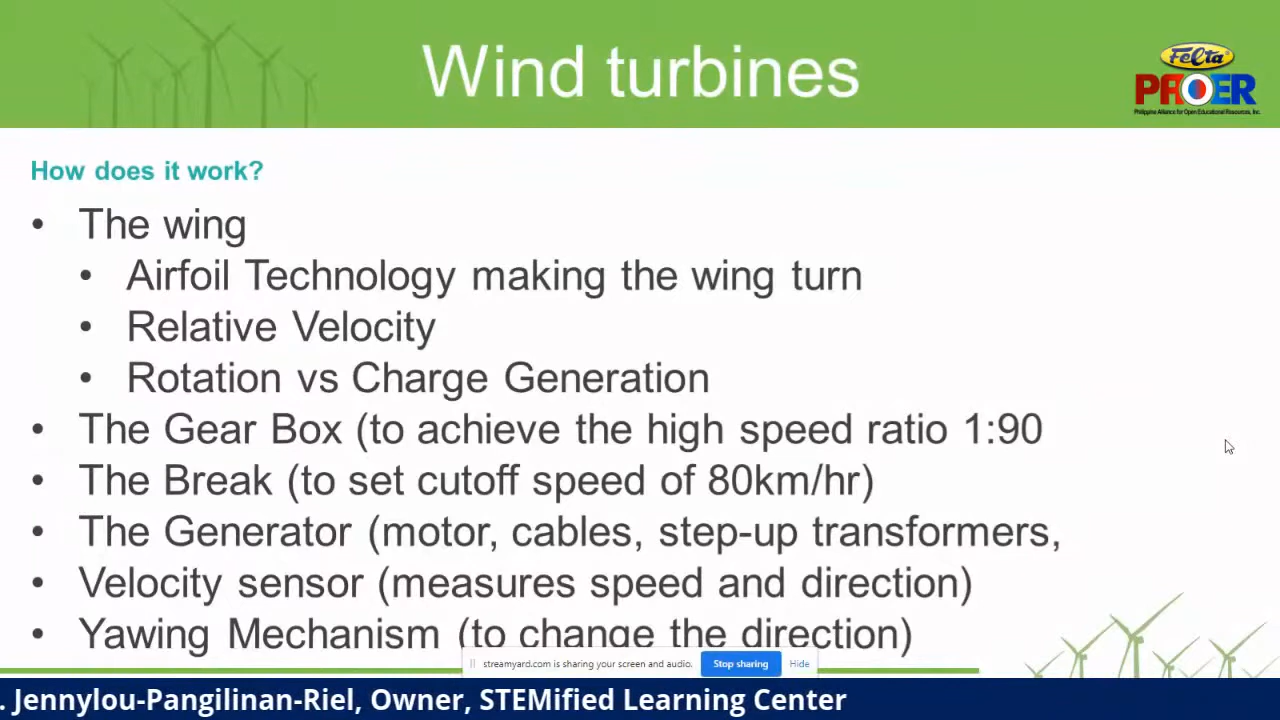 Wind turbines
FelTa
PAOER
Philippine Alliance for Open Educational Resources, Inc.
How does it work?
• The wing
• Airfoil Technology making the wing turn
• Relative Velocity
• Rotation vs Charge Generation
• The Gear Box (to achieve the high speed ratio 1:90
• The Break (to set cutoff speed of 80km/hr)
• The Generator (motor, cables, step-up transformers,
• Velocity sensor (measures speed and direction)
• Yawing Mechanism (to change the direction)
streamyard.com is sharing your screen and audio. Stop sharing Hide
. Jennylou-Pangilinan-Riel, Owner, STEMified Learning Center